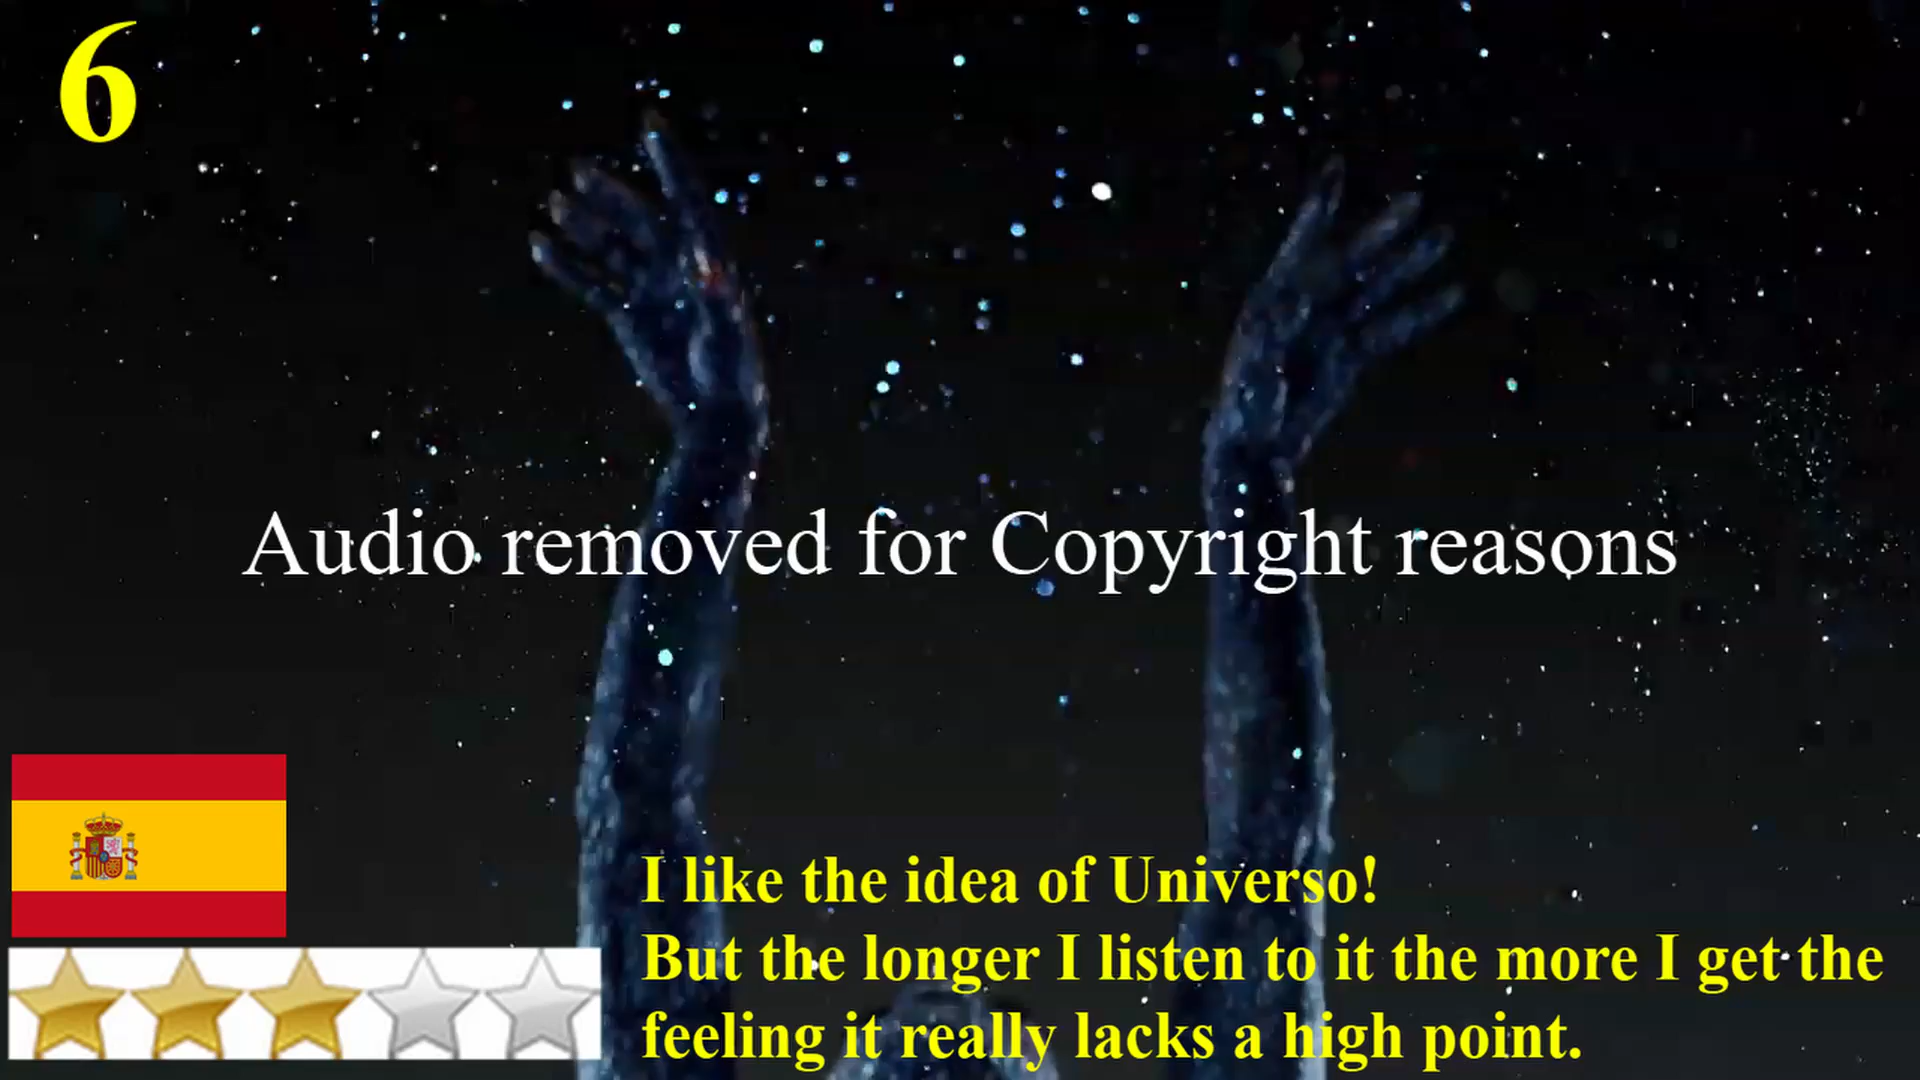 6
Audio removed for Copyright reasons
I like the idea of Universo!
But the longer I listen to it the more I get the
feeling it really lacks a high point.